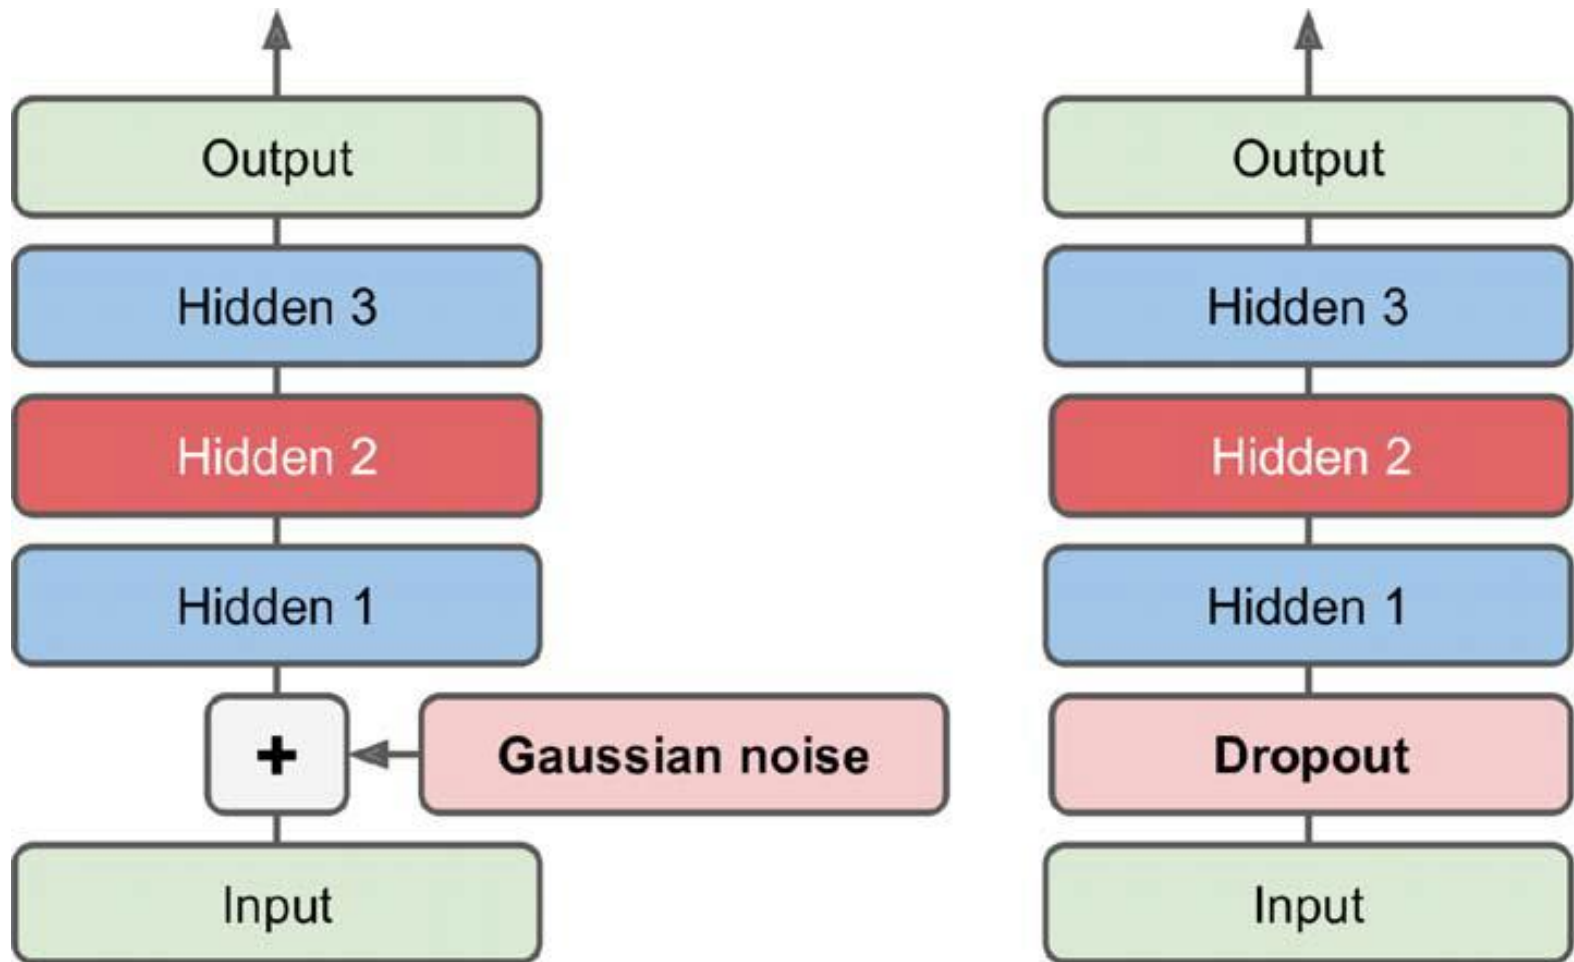 Output
Hidden 3
Hidden 2
Hidden 1
+
Gaussian noise
Input
Output
Hidden 3
Hidden 2
Hidden 1
Dropout
Input